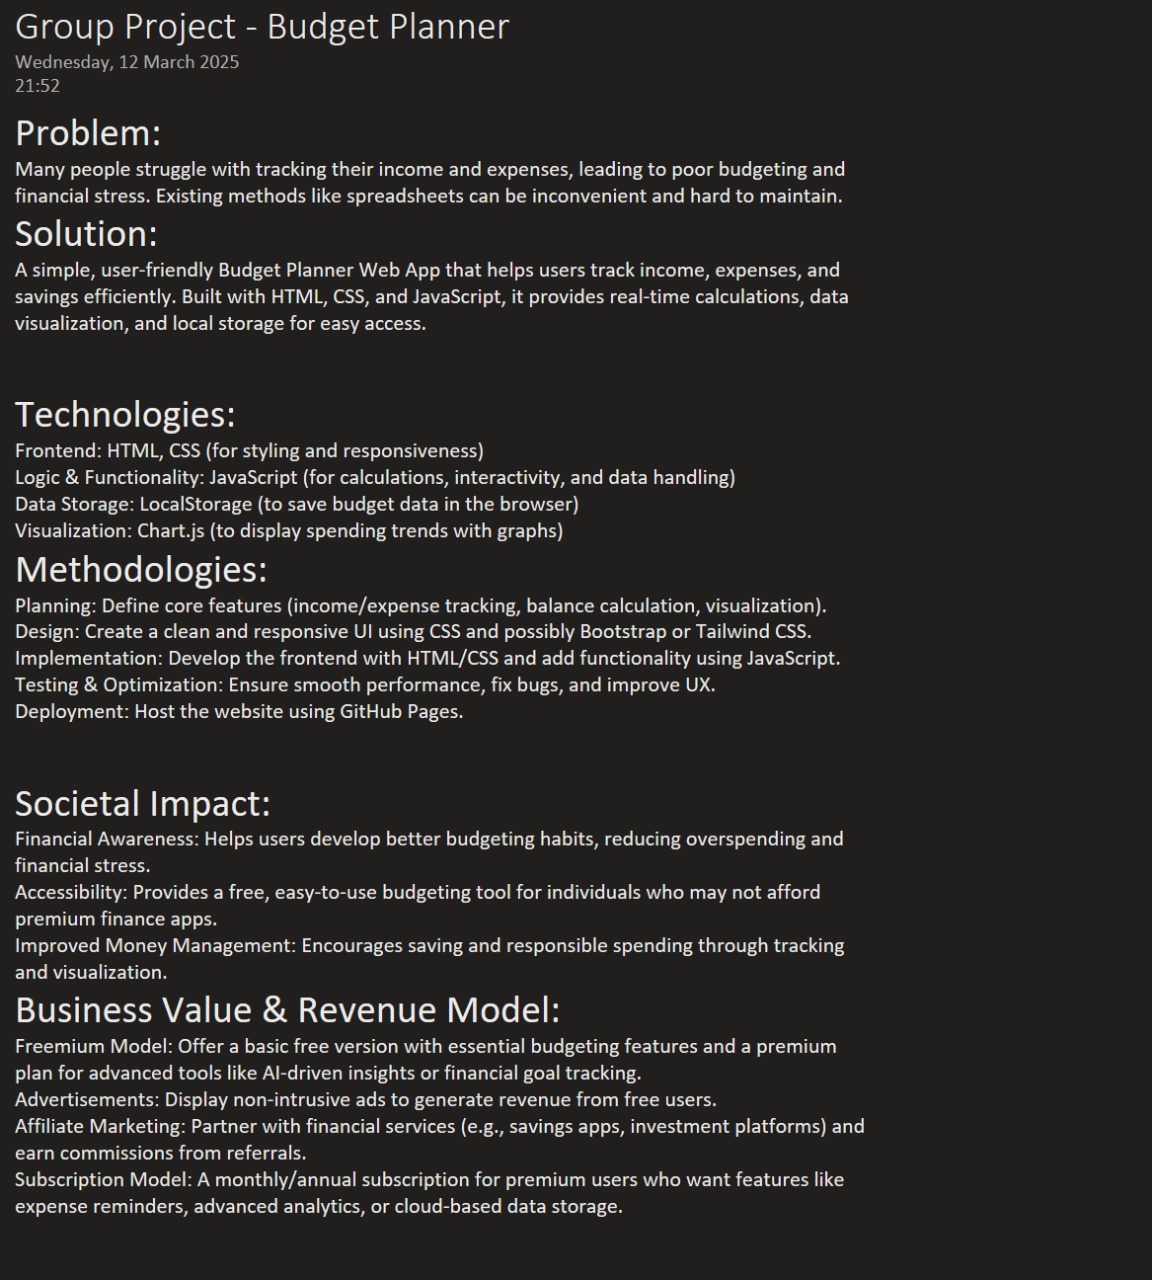 Group Project - Budget Planner
Wednesday, 12 March 2025
21:52
Problem:
Many people struggle with tracking their income and expenses, leading to poor budgeting and
financial stress. Existing methods like spreadsheets can be inconvenient and hard to maintain.
Solution:
A simple, user-friendly Budget Planner Web App that helps users track income, expenses, and
savings efficiently. Built with HTML, CSS, and JavaScript, it provides real-time calculations, data
visualization, and local storage for easy access.
Technologies:
Frontend: HTML, CSS (for styling and responsiveness)
Logic & Functionality: JavaScript (for calculations, interactivity, and data handling)
Data Storage: LocalStorage (to save budget data in the browser)
Visualization: Chart.js (to display spending trends with graphs)
Methodologies:
Planning: Define core features (income/expense tracking, balance calculation, visualization).
Design: Create a clean and responsive UI using CSS and possibly Bootstrap or Tailwind CSS.
Implementation: Develop the frontend with HTML/CSS and add functionality using JavaScript.
Testing & Optimization: Ensure smooth performance, fix bugs, and improve UX.
Deployment: Host the website using GitHub Pages.
Societal Impact:
Financial Awareness: Helps users develop better budgeting habits, reducing overspending and
financial stress.
Accessibility: Provides a free, easy-to-use budgeting tool for individuals who may not afford
premium finance apps.
Improved Money Management: Encourages saving and responsible spending through tracking
and visualization.
Business Value & Revenue Model:
Freemium Model: Offer a basic free version with essential budgeting features and a premium
plan for advanced tools like AI-driven insights or financial goal tracking.
Advertisements: Display non-intrusive ads to generate revenue from free users.
Affiliate Marketing: Partner with financial services (e.g., savings apps, investment platforms) and
earn commissions from referrals.
Subscription Model: A monthly/annual subscription for premium users who want features like
expense reminders, advanced analytics, or cloud-based data storage.